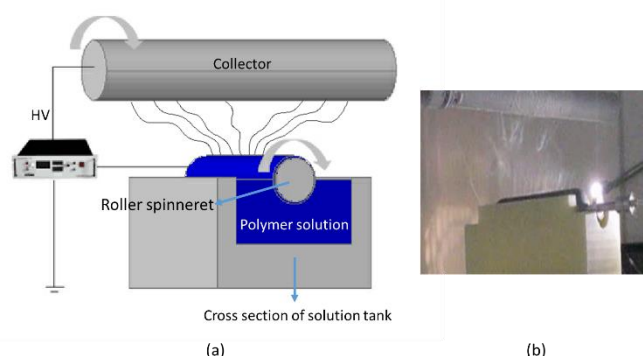 Collector
HV
Roller spinneret
Polymer solution
Cross section of solution tank
(a)
(b)